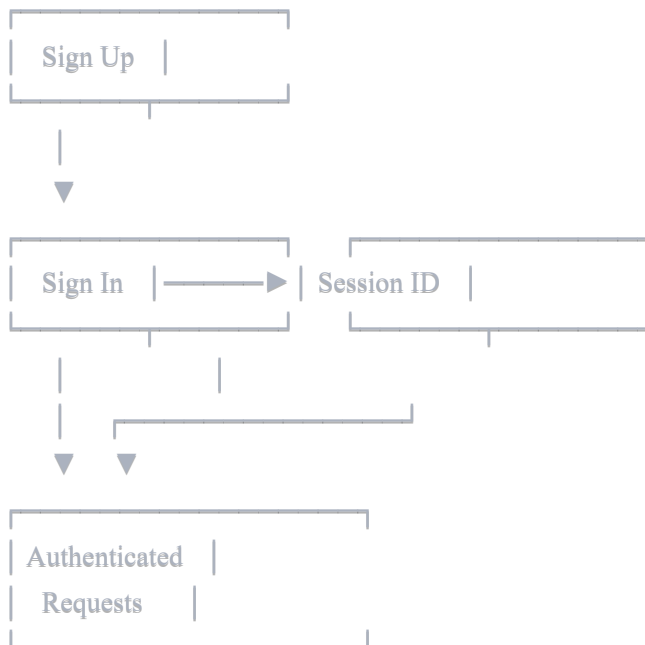 Sign Up
Sign In
Session ID
Authenticated
Requests